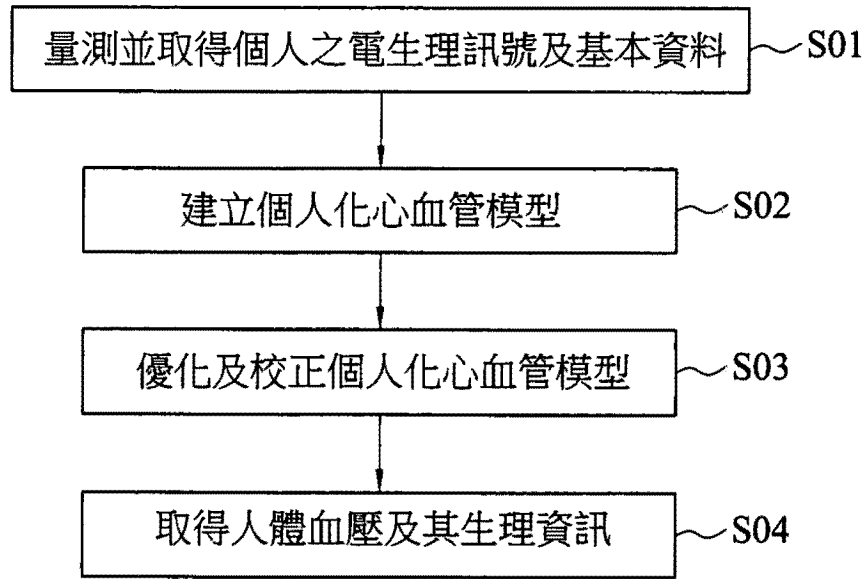 量測並取得個人之電生理訊號及基本資料 S01
建立個人化心血管模型 S02
優化及校正個人化心血管模型 S03
取得人體血壓及其生理資訊 S04